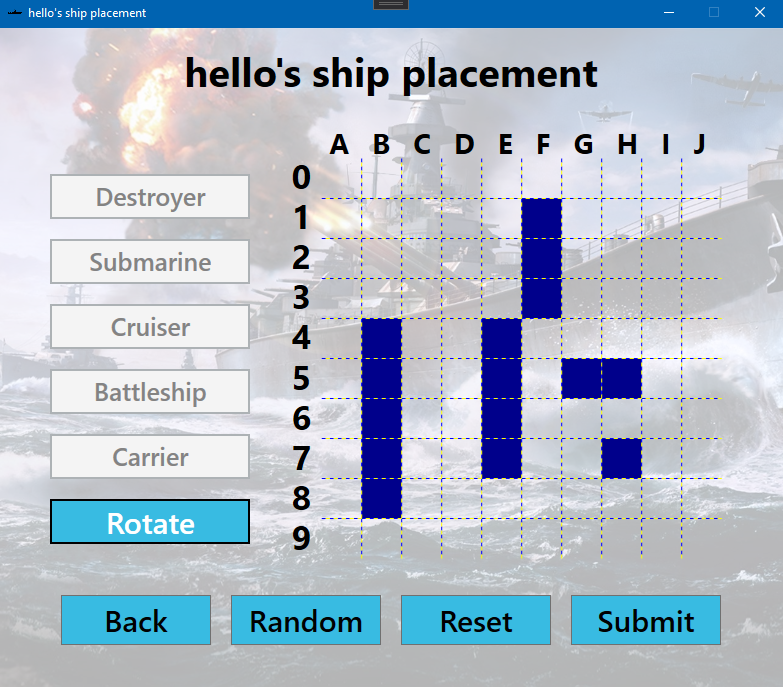 hello's ship placement
hello's ship placement
A B C D E F G H I J
0
1
2
3
4
5
6
7
8
9
Destroyer
Submarine
Cruiser
Battleship
Carrier
Rotate
Back Random Reset Submit